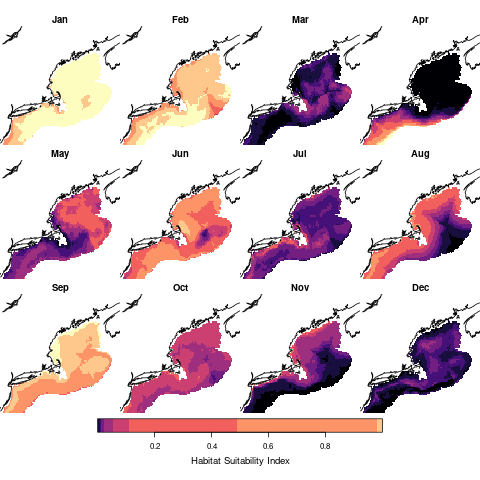 Jan Feb Mar Apr
May Jun Jul Aug
Sep Oct Nov Dec
0.2 0.4 0.6 0.8
Habitat Suitability Index